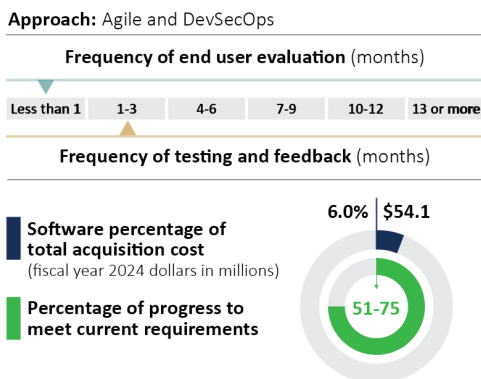 Approach: Agile and DevSecOps
Frequency of end user evaluation (months)
Less than 1 1-3 4-6 7-9 10-12 13 or more
Frequency of testing and feedback (months)
6.0% $54.1
Software percentage of
total acquisition cost
(fiscal year 2024 dollars in millions)
Percentage of progress to
meet current requirements
51-75